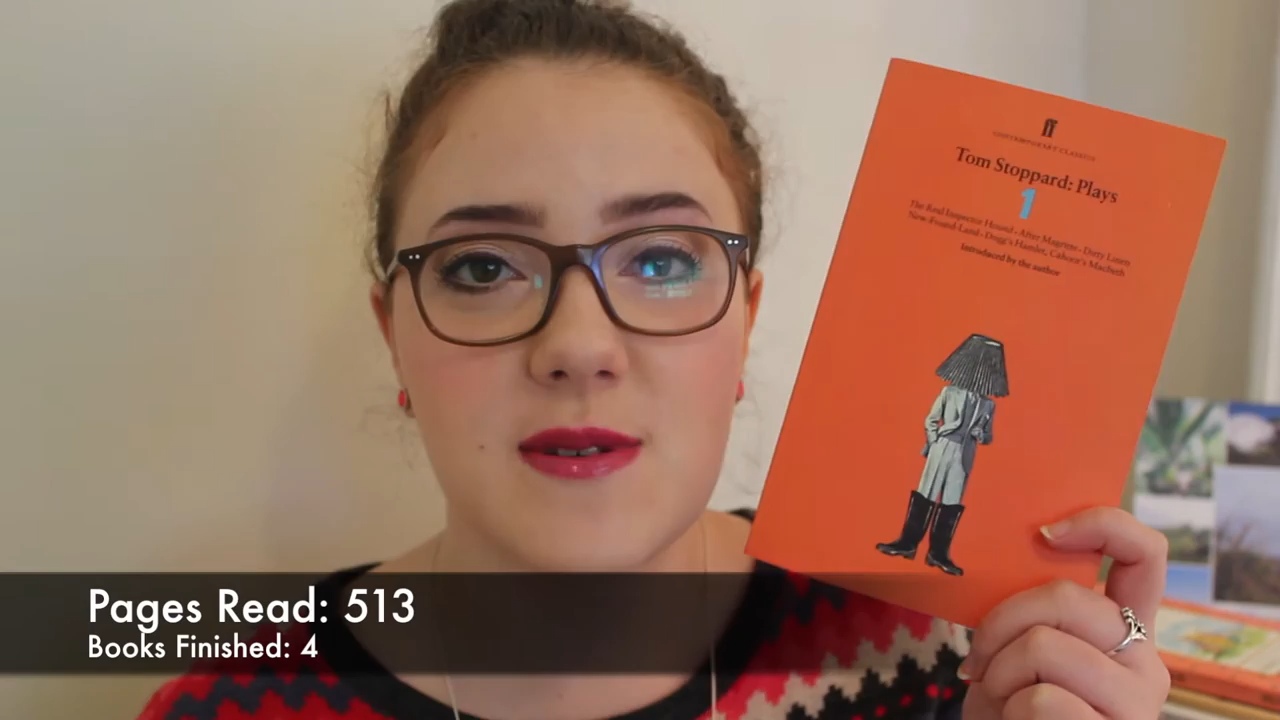 ff
CONTEMPORARY CLASSICS
Tom Stoppard: Plays
1
The Real Inspector Hound - After Magritte - Dirty Linen
New-Found-Land - Dogg's Hamlet, Cahoot's Macbeth
Introduced by the author
Pages Read: 513
Books Finished: 4